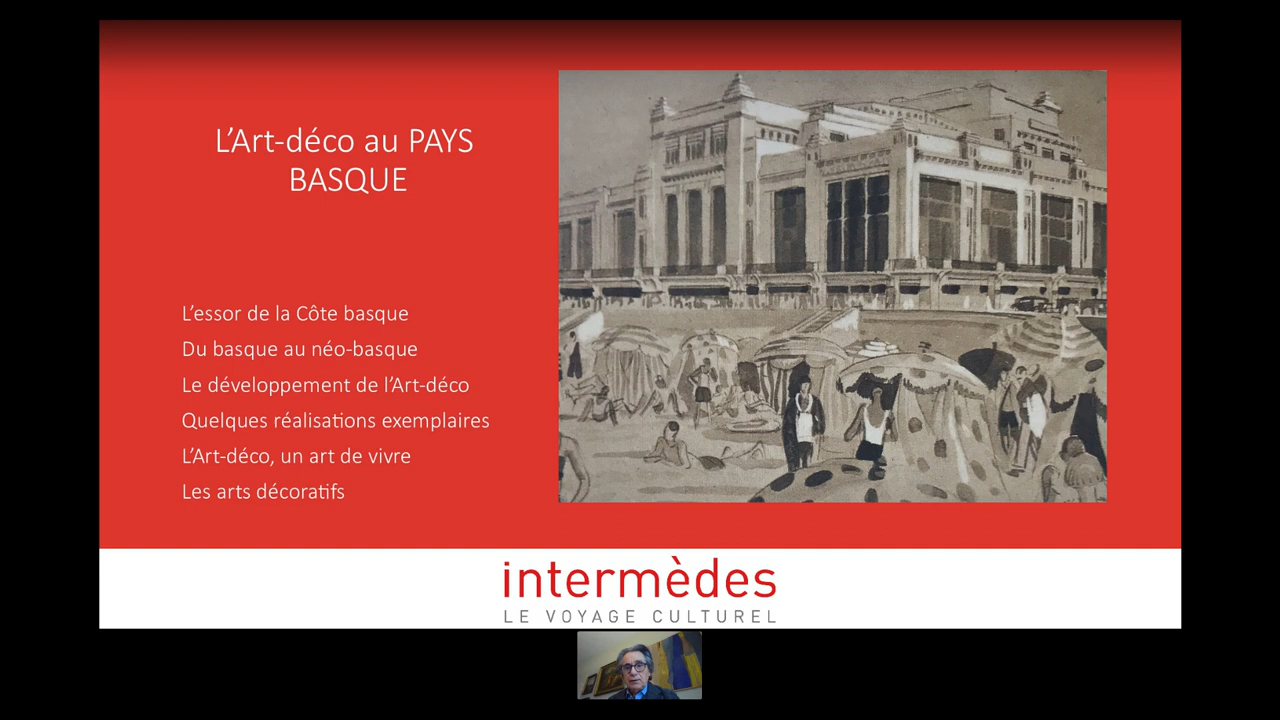 L’Art-déco au PAYS
BASQUE
L’essor de la Côte basque
Du basque au néo-basque
Le développement de l’Art-déco
Quelques réalisations exemplaires
L’Art-déco, un art de vivre
Les arts décoratifs
intermèdes
LE VOYAGE CULTUREL